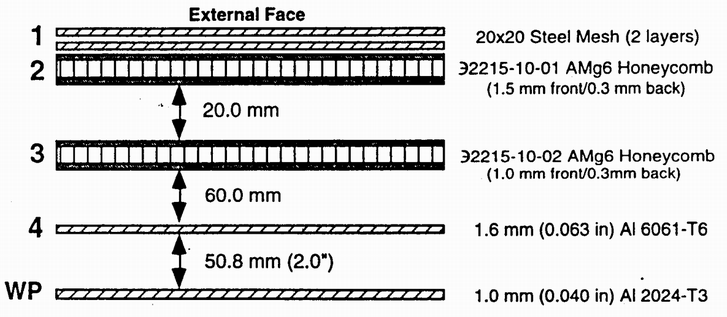 External Face
1
20x20 Steel Mesh (2 layers)
2
Э2215-10-01 AMg6 Honeycomb
(1.5 mm front/0.3 mm back)
20.0 mm
3
Э2215-10-02 AMg6 Honeycomb
(1.0 mm front/0.3mm back)
60.0 mm
4
1.6 mm (0.063 in) Al 6061-T6
50.8 mm (2.0")
WP
1.0 mm (0.040 in) Al 2024-T3